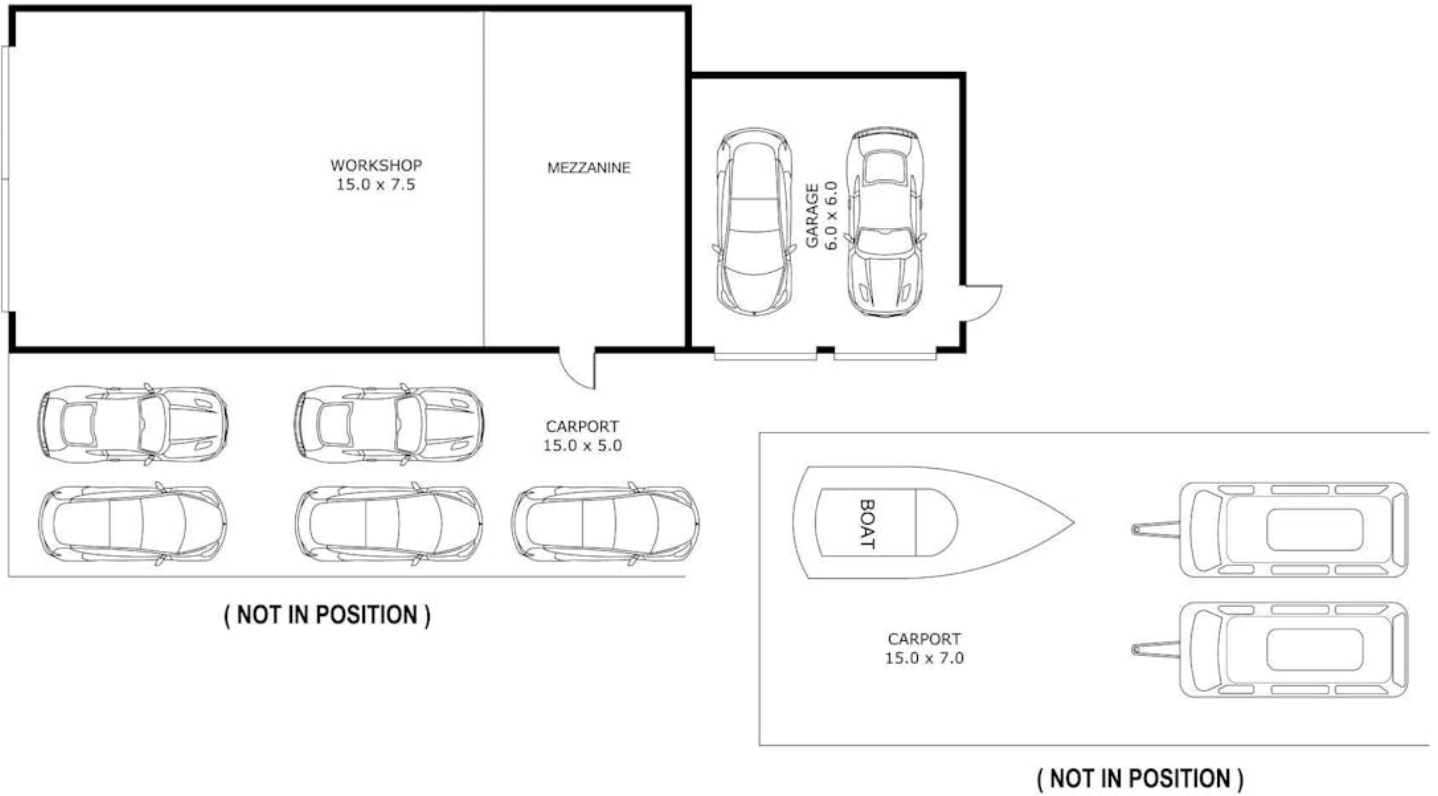 WORKSHOP
15.0 x 7.5
MEZZANINE
GARAGE
6.0 x 6.0
CARPORT
15.0 x 5.0
( NOT IN POSITION )
BOAT
CARPORT
15.0 x 7.0
( NOT IN POSITION )